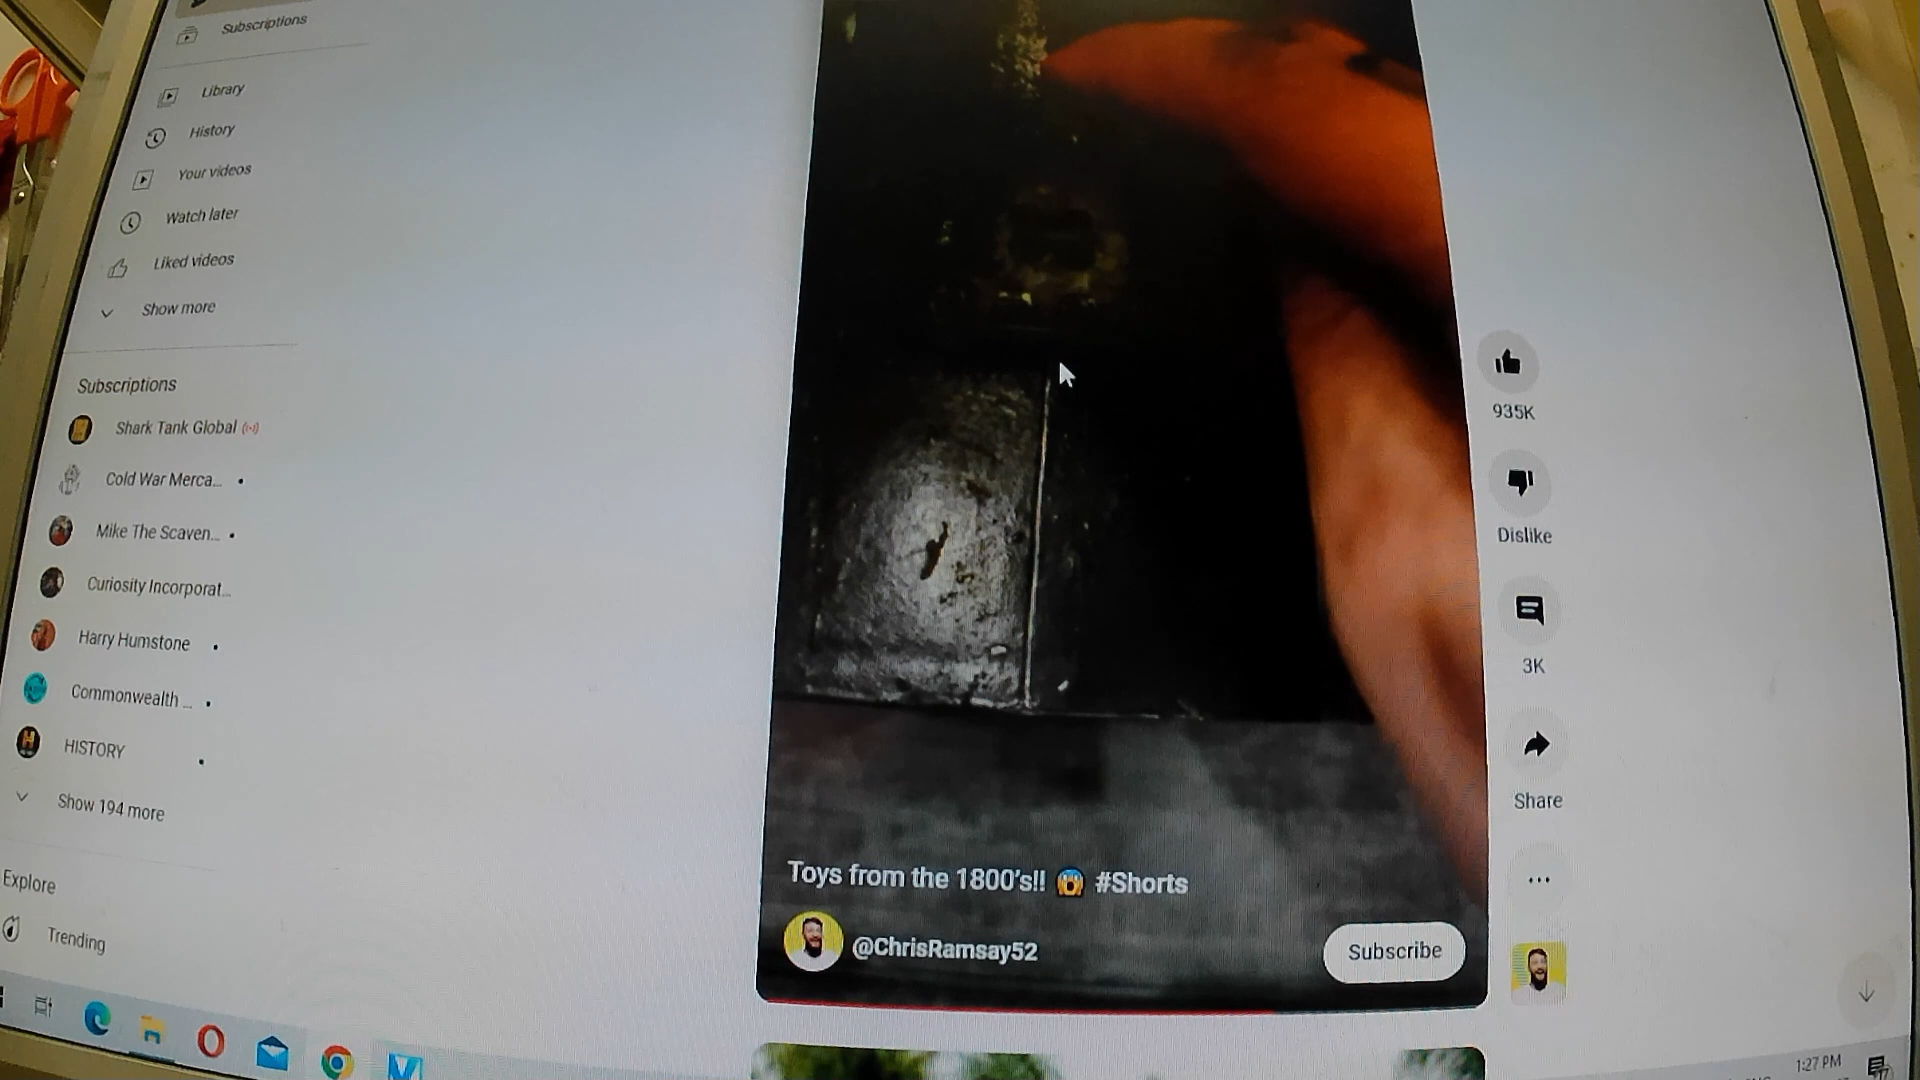 Subscriptions
Library
History
Your videos
Watch later
Liked videos
Show more
Subscriptions
Shark Tank Global
Cold War Merca...
Mike The Scaven...
Curiosity Incorporat...
Harry Humstone
Commonwealth ...
HISTORY
Show 194 more
Explore
Trending
935K
Dislike
3K
Share
Toys from the 1800's!! 😱 #Shorts
@ChrisRamsay52
Subscribe
1:27 PM